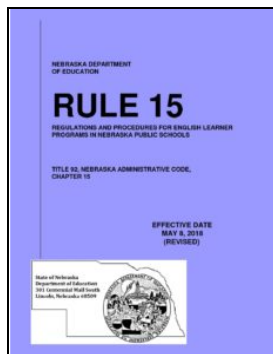 NEBRASKA DEPARTMENT
OF EDUCATION
RULE 15
REGULATIONS AND PROCEDURES FOR ENGLISH LEARNER
PROGRAMS IN NEBRASKA PUBLIC SCHOOLS
TITLE 92, NEBRASKA ADMINISTRATIVE CODE,
CHAPTER 15
EFFECTIVE DATE
MAY 8, 2018
(REVISED)
State of Nebraska
Department of Education
301 Centennial Mall South
Lincoln, Nebraska 68509